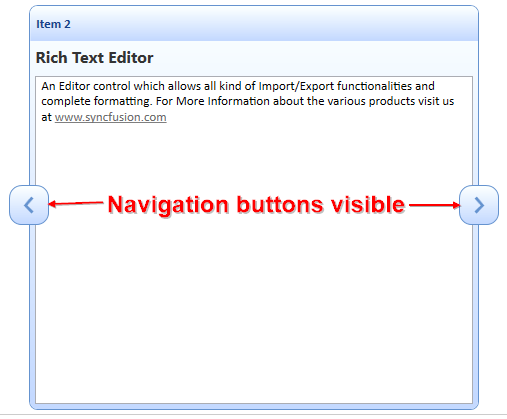 Item 2
Rich Text Editor
An Editor control which allows all kind of Import/Export functionalities and
complete formatting. For More Information about the various products visit us
at www.syncfusion.com
Navigation buttons visible